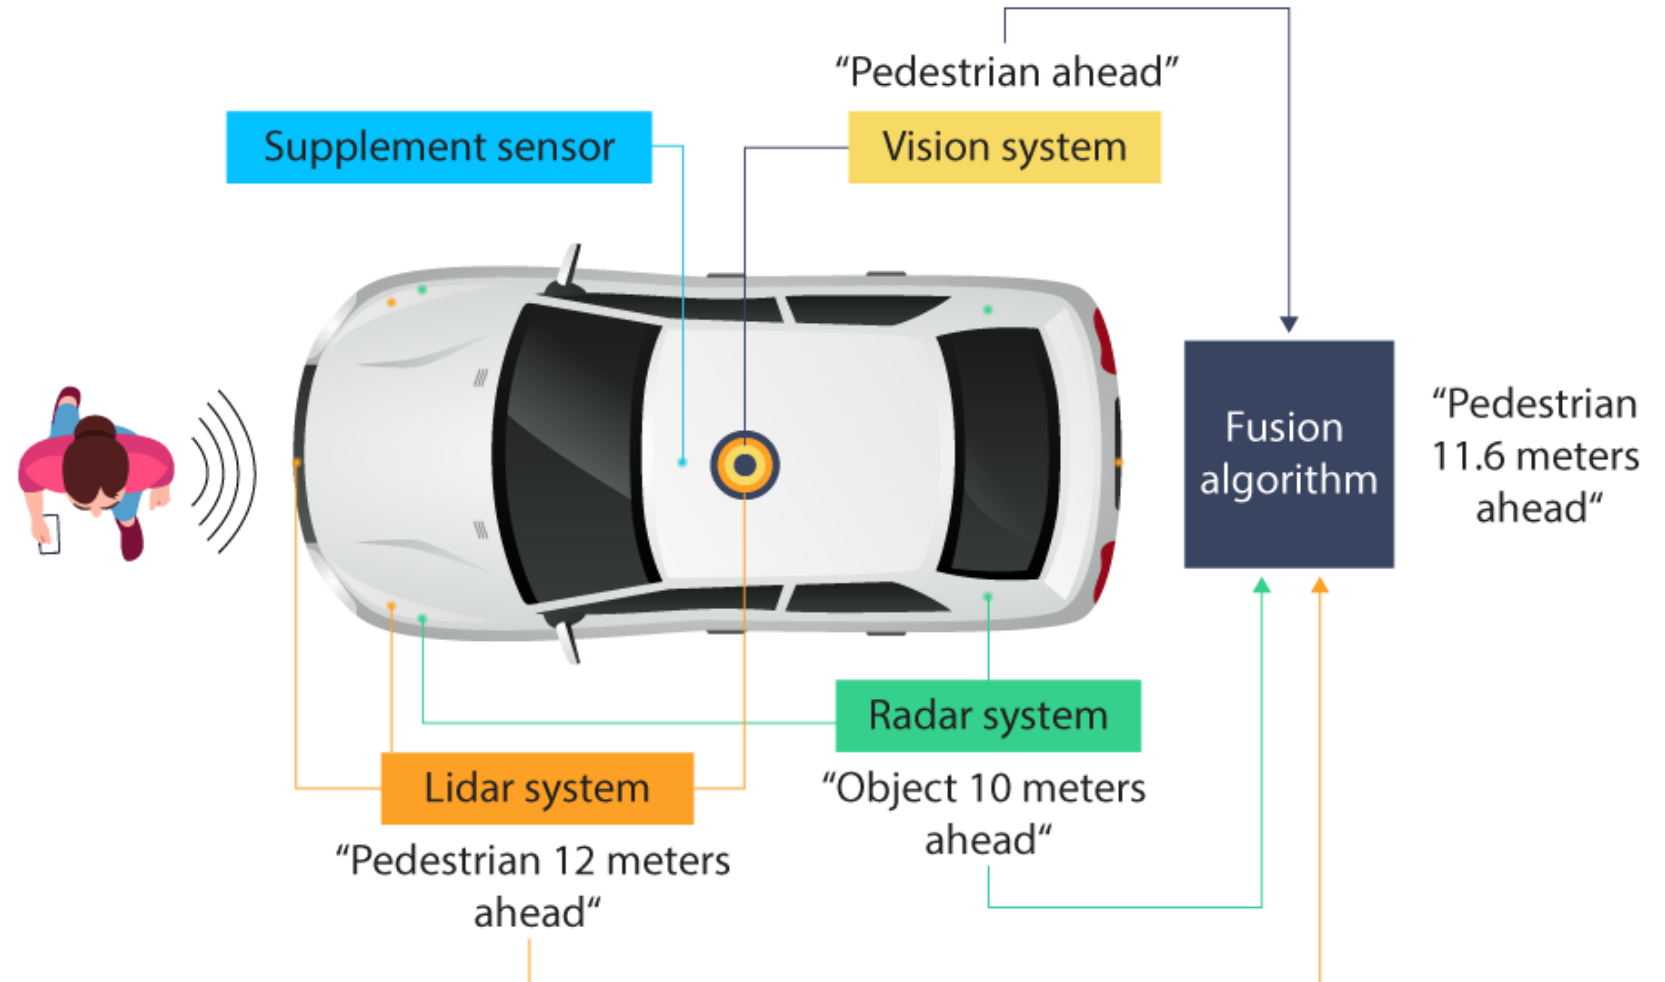 “Pedestrian ahead”
Supplement sensor
Vision system
Fusion
algorithm
“Pedestrian
11.6 meters
ahead“
Radar system
“Object 10 meters
ahead“
Lidar system
“Pedestrian 12 meters
ahead“